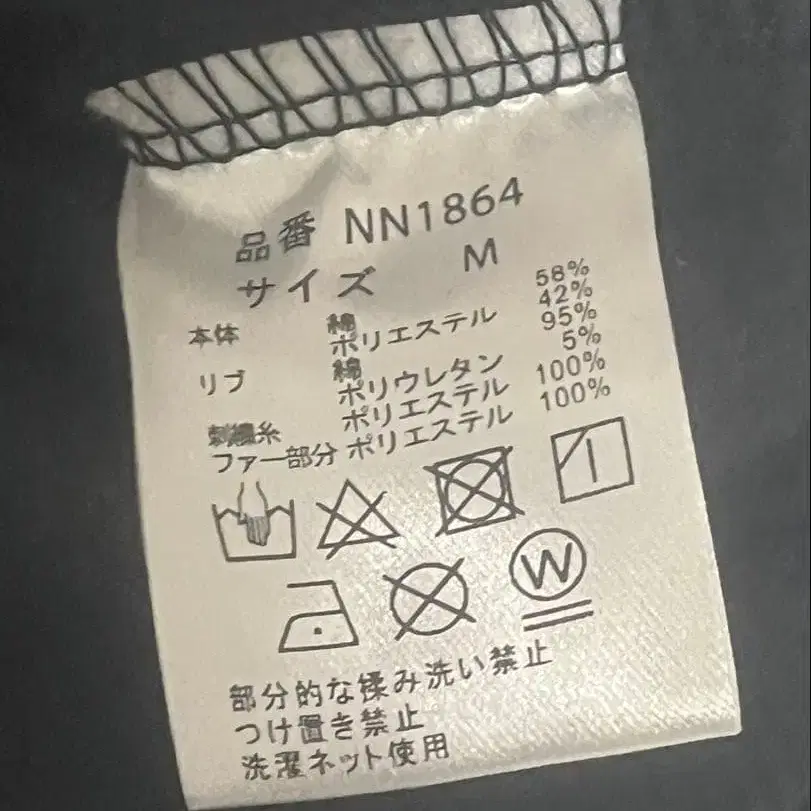 品番 NN1864
サイズ M
本体 綿 58%
ポリエステル 42%
リブ 綿 95%
ポリウレタン 5%
刺繍糸 ポリエステル 100%
ファー部分 ポリエステル 100%
W
部分的な揉み洗い禁止
つけ置き禁止
洗濯ネット使用